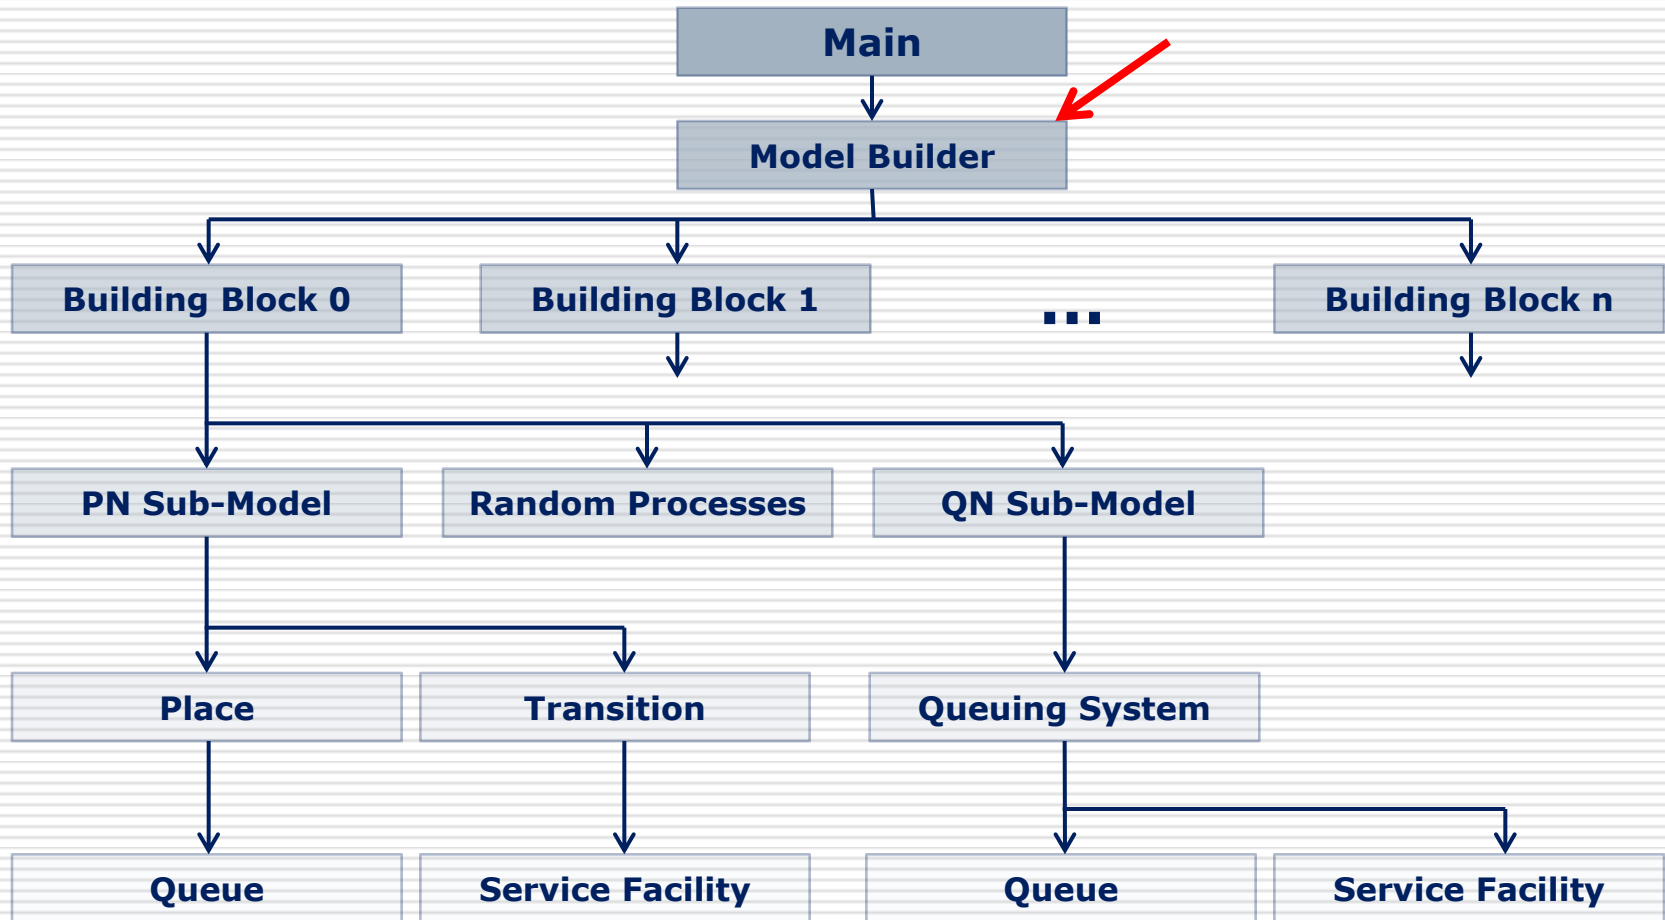 Main
Model Builder
Building Block 0
Building Block 1
...
Building Block n
PN Sub-Model
Random Processes
QN Sub-Model
Place
Transition
Queuing System
Queue
Service Facility
Queue
Service Facility